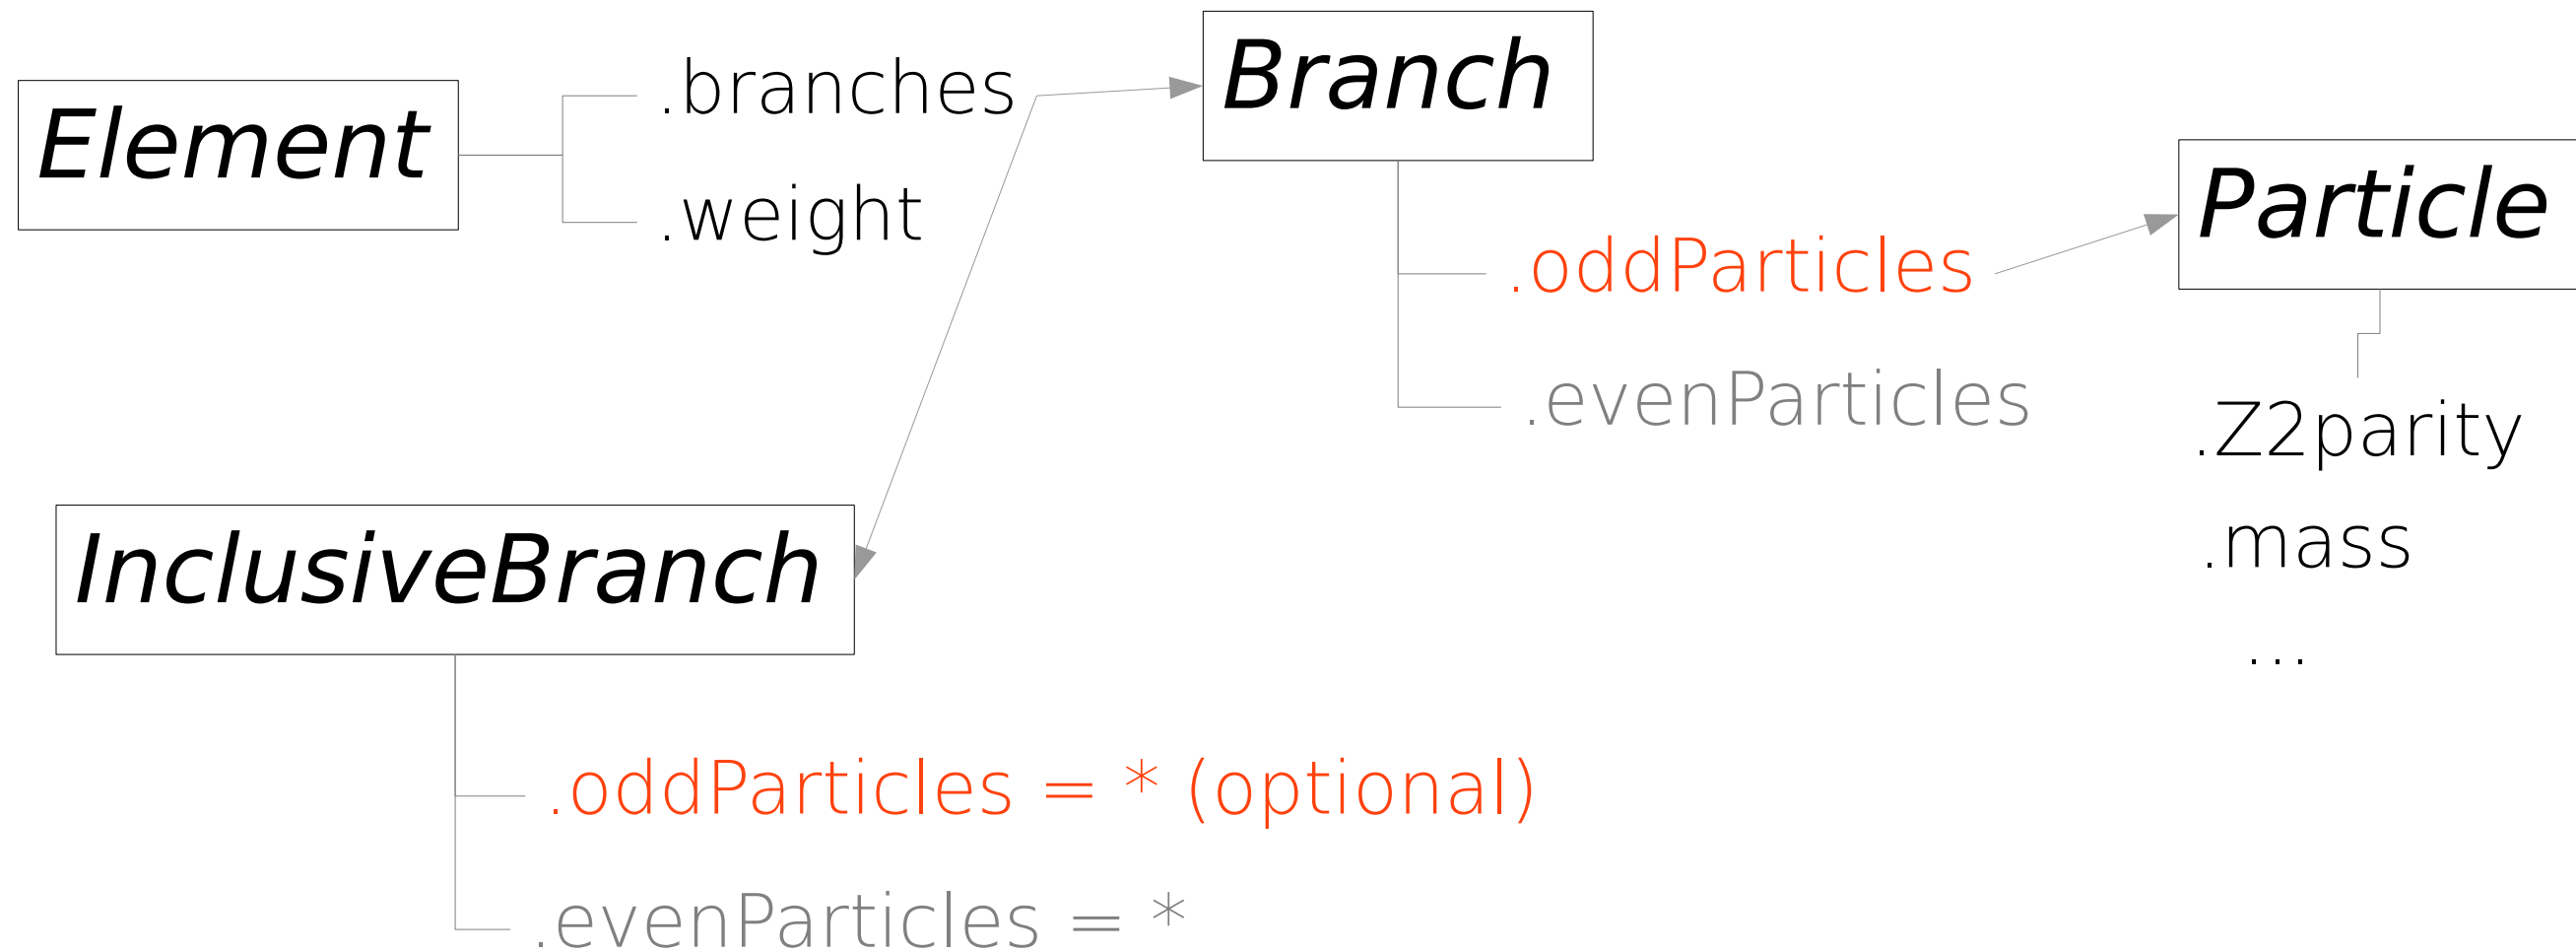 Element
.branches
.weight
Branch
.oddParticles
.evenParticles
Particle
.Z2parity
.mass
...
InclusiveBranch
.oddParticles = * (optional)
.evenParticles = *